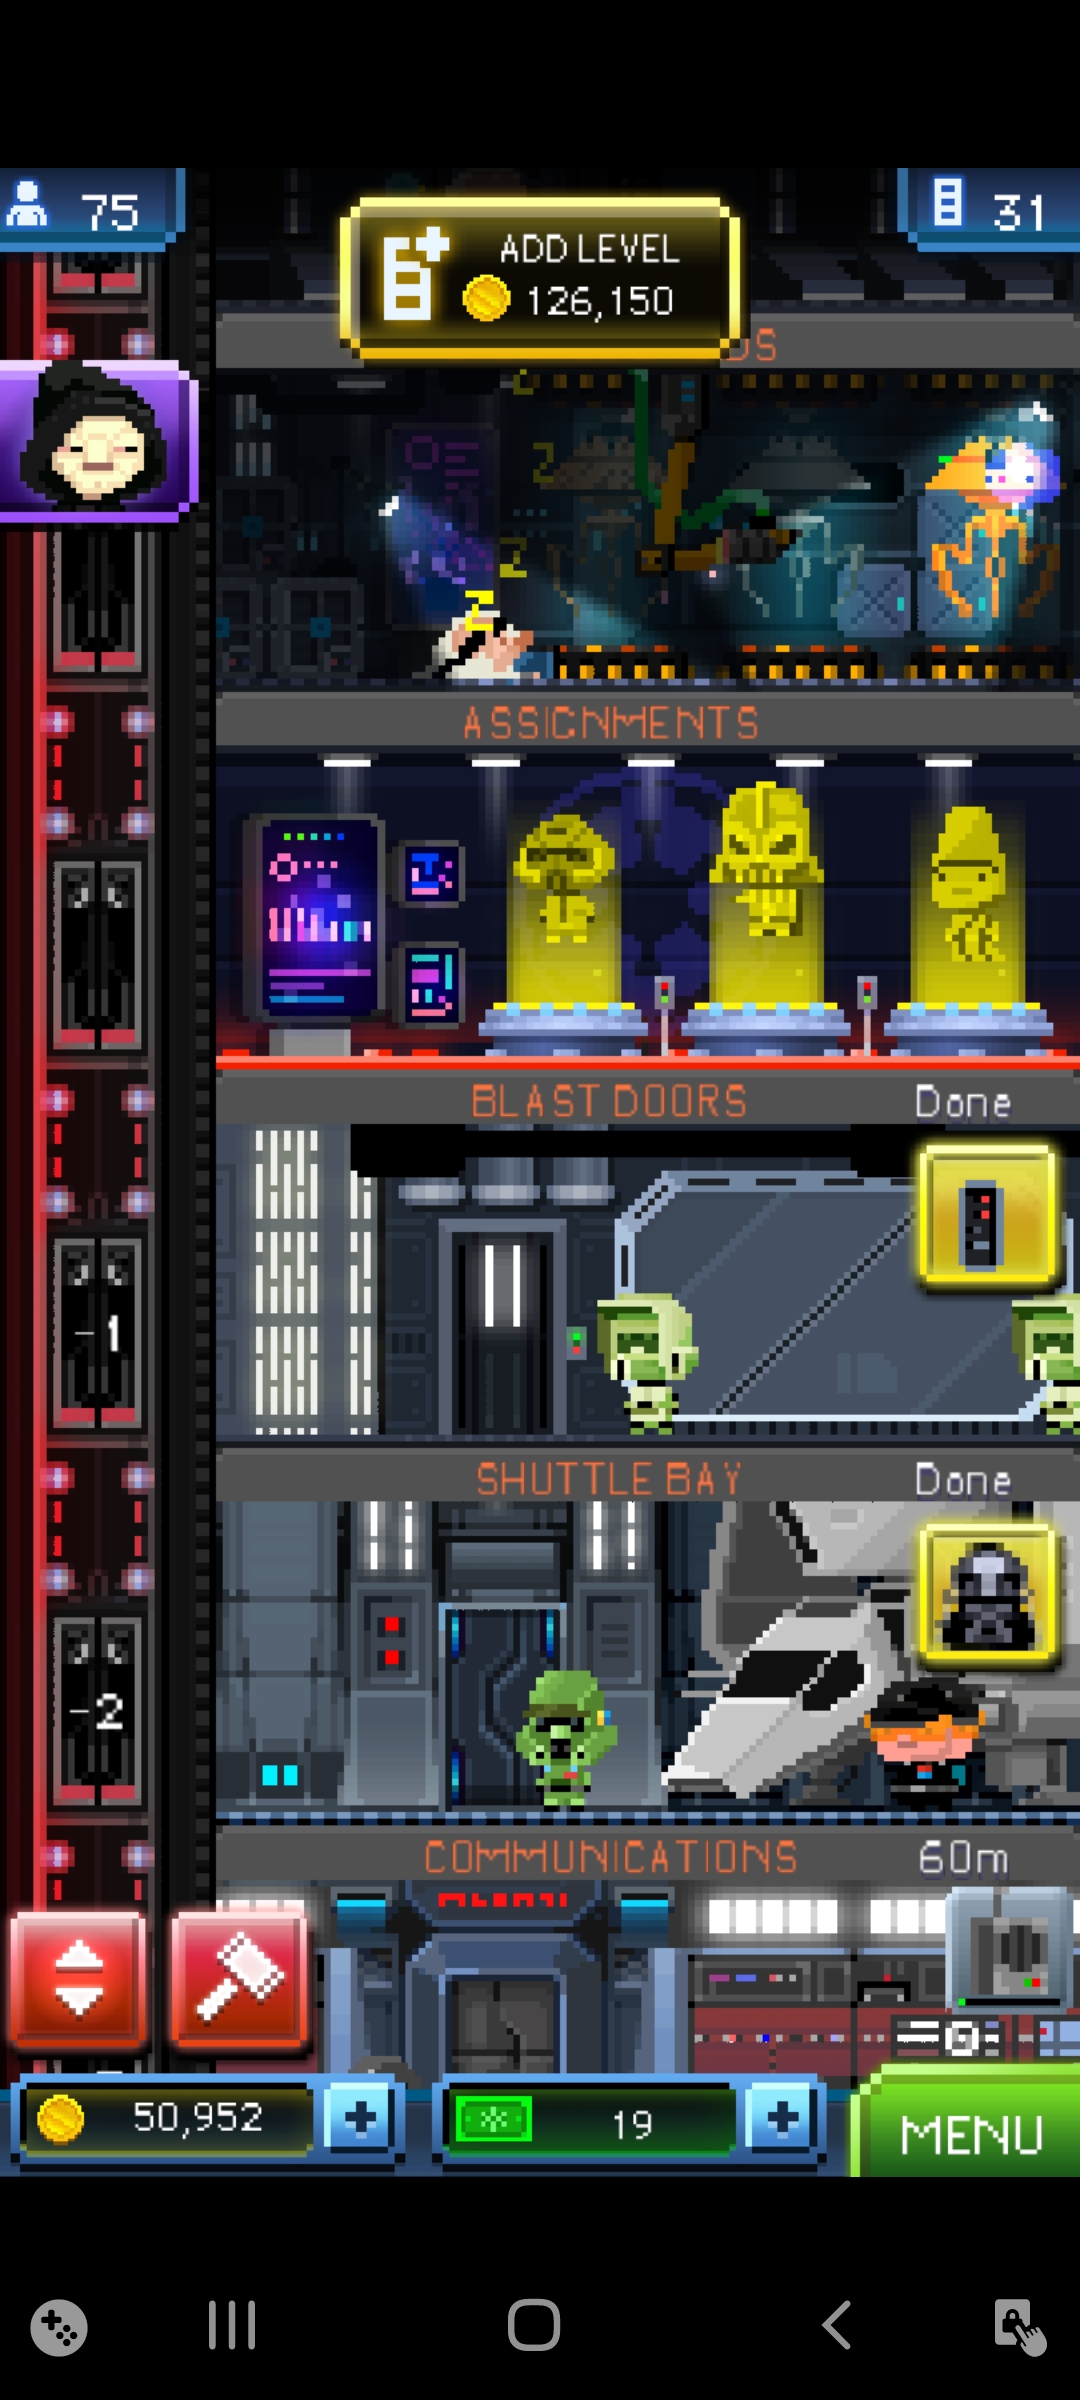 75
ADD LEVEL
126,150
31
DS
ASSIGNMENTS
BLAST DOORS Done
-1
SHUTTLE BAY Done
-2
COMMUNICATIONS 60m
50,952
19
MENU